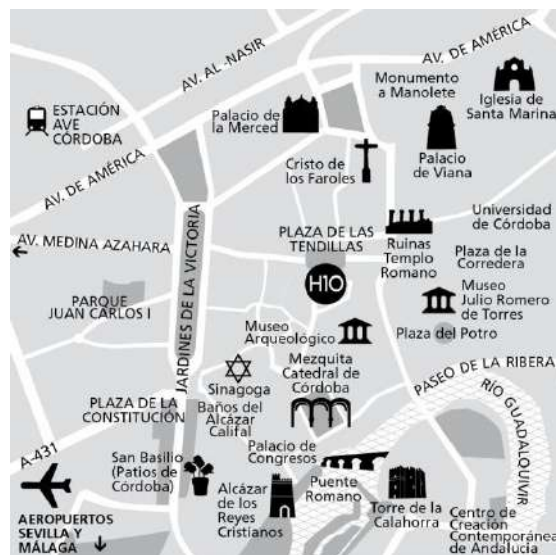 AV. AL-NASIR
AV. DE AMÉRICA
Monumento
a Manolete
Iglesia de
Santa Marina
ESTACIÓN
AVE
CÓRDOBA
Palacio de
la Merced
Cristo de
los Faroles
Palacio
de Viana
AV. DE AMÉRICA
Universidad
de Córdoba
PLAZA DE LAS
TENDILLAS
AV. MEDINA AZAHARA
JARDINES DE LA VICTORIA
Ruinas
Templo
Romano
Plaza de la
Corredera
H10
PARQUE
JUAN CARLOS I
Museo
Julio Romero
de Torres
Museo
Arqueológico
Plaza del Potro
Mezquita
Catedral de
Córdoba
PASEO DE LA RIBERA
RÍO GUADALQUIVIR
Sinagoga
PLAZA DE LA
CONSTITUCIÓN
Baños del
Alcázar
Califal
A-431
San Basilio
(Patios de
Córdoba)
Palacio de
Congresos
Puente
Romano
Alcázar
de los
Reyes
Cristianos
Torre de la
Calahorra
AEROPUERTOS
SEVILLA Y
MÁLAGA
Centro de
Creación
Contemporánea
de Andalucía